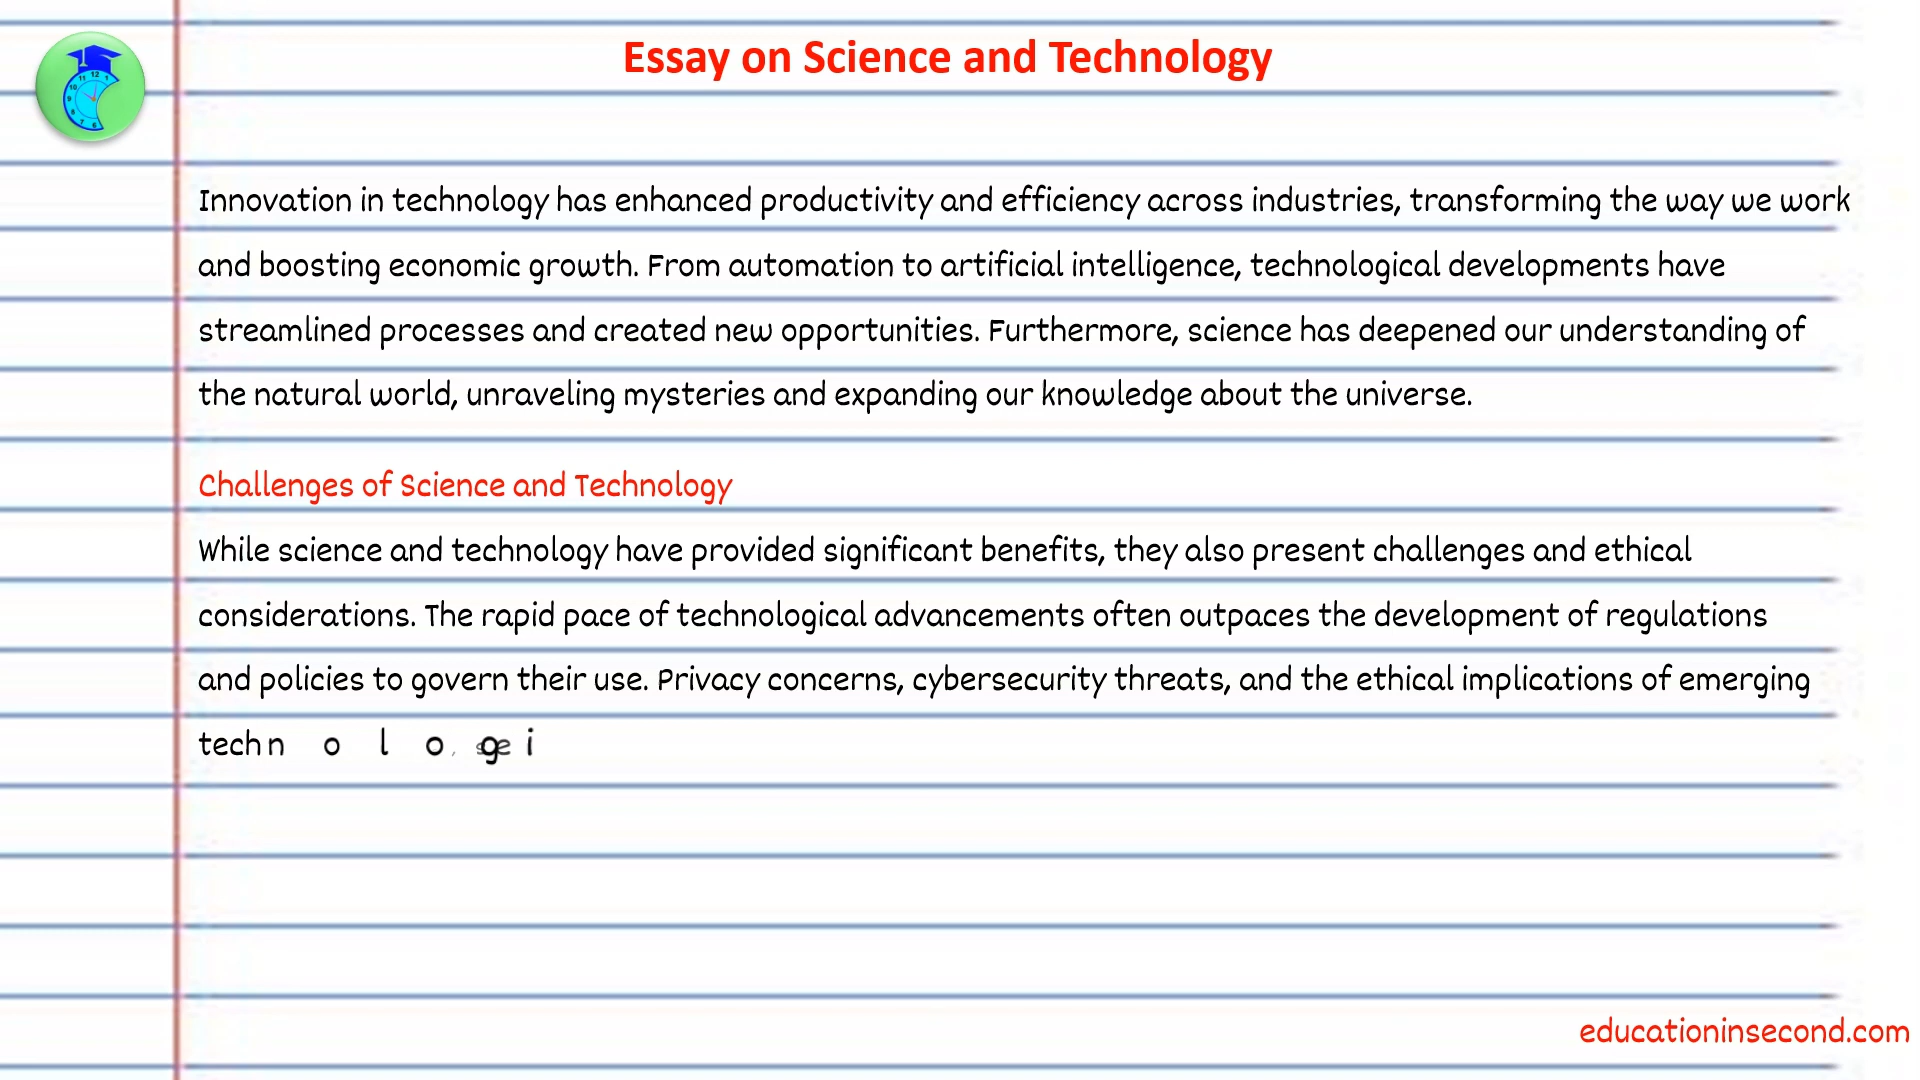 Essay on Science and Technology
Innovation in technology has enhanced productivity and efficiency across industries, transforming the way we work
and boosting economic growth. From automation to artificial intelligence, technological developments have
streamlined processes and created new opportunities. Furthermore, science has deepened our understanding of
the natural world, unraveling mysteries and expanding our knowledge about the universe.
Challenges of Science and Technology
While science and technology have provided significant benefits, they also present challenges and ethical
considerations. The rapid pace of technological advancements often outpaces the development of regulations
and policies to govern their use. Privacy concerns, cybersecurity threats, and the ethical implications of emerging
techn o l o
educationinsecond.com